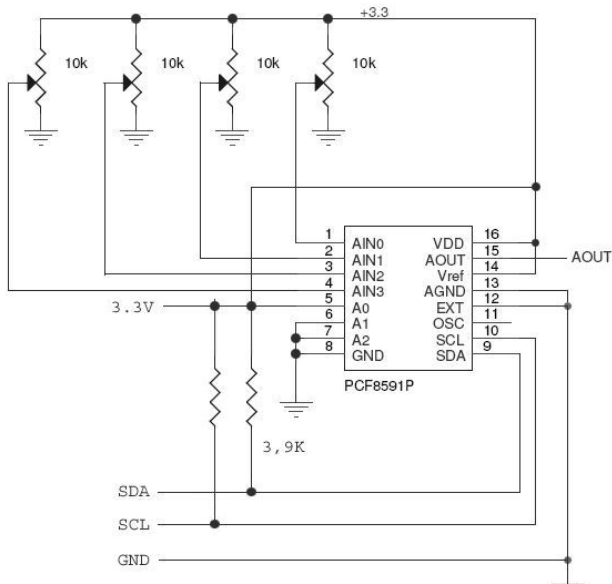 +3.3
10k 10k 10k 10k
1 AIN0 VDD 16
2 AIN1 AOUT 15 AOUT
3 AIN2 Vref 14
4 AIN3 AGND 13
3.3V 5 A0 EXT 12
6 A1 OSC 11
7 A2 SCL 10
8 GND SDA 9
PCF8591P
3,9K
SDA
SCL
GND